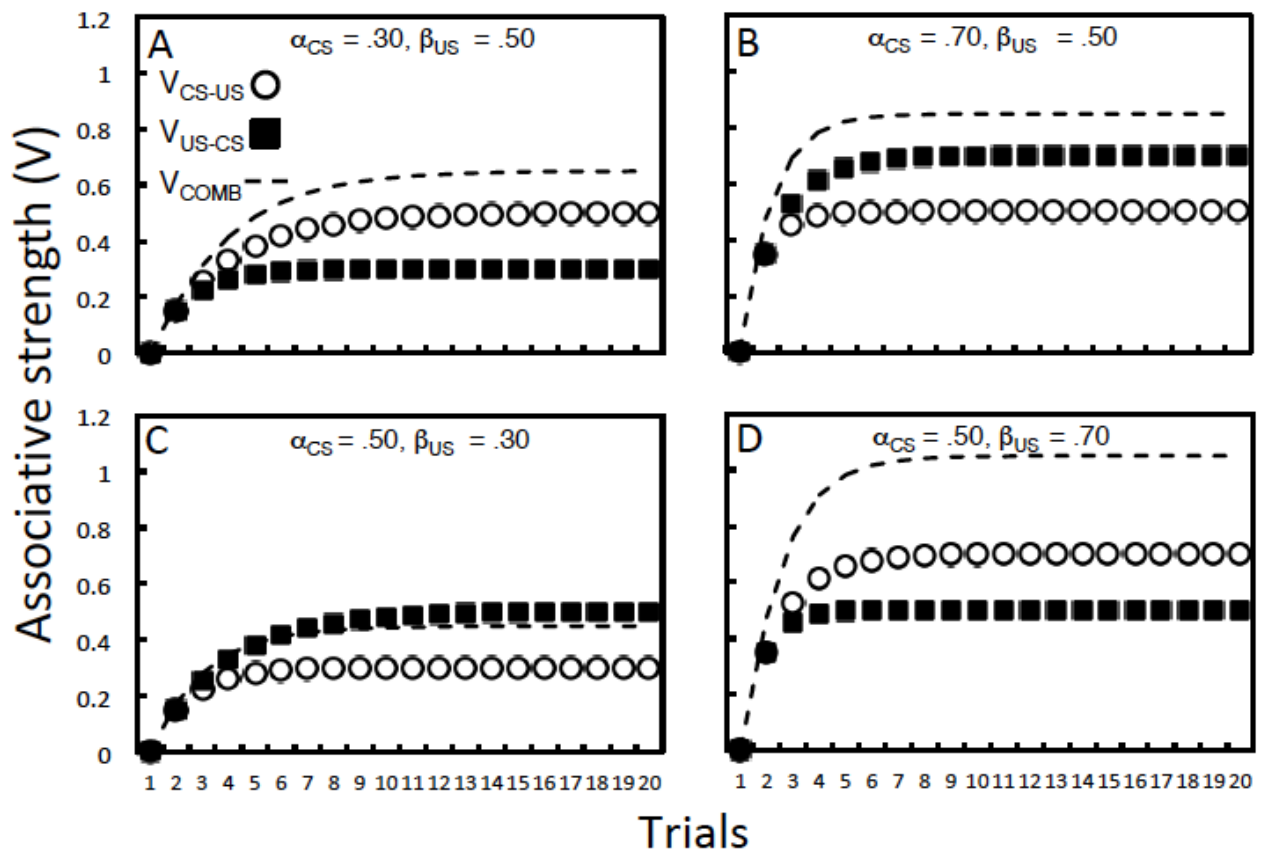 Associative strength (V)
1.2
1
0.8
0.6
0.4
0.2
0
A
αCS = .30, βUS = .50
VCS-US
VUS-CS
VCOMB
B
αCS = .70, βUS = .50
1.2
1
0.8
0.6
0.4
0.2
0
C
αCS = .50, βUS = .30
D
αCS = .50, βUS = .70
1 2 3 4 5 6 7 8 9 10 11 12 13 14 15 16 17 18 19 20
1 2 3 4 5 6 7 8 9 10 11 12 13 14 15 16 17 18 19 20
Trials